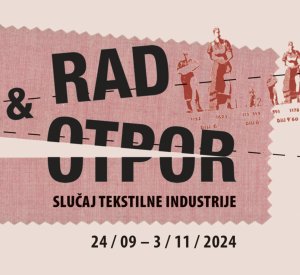 RAD
&
OTPOR
SLUČAJ TEKSTILNE INDUSTRIJE
24 / 09 – 3 / 11 / 2024